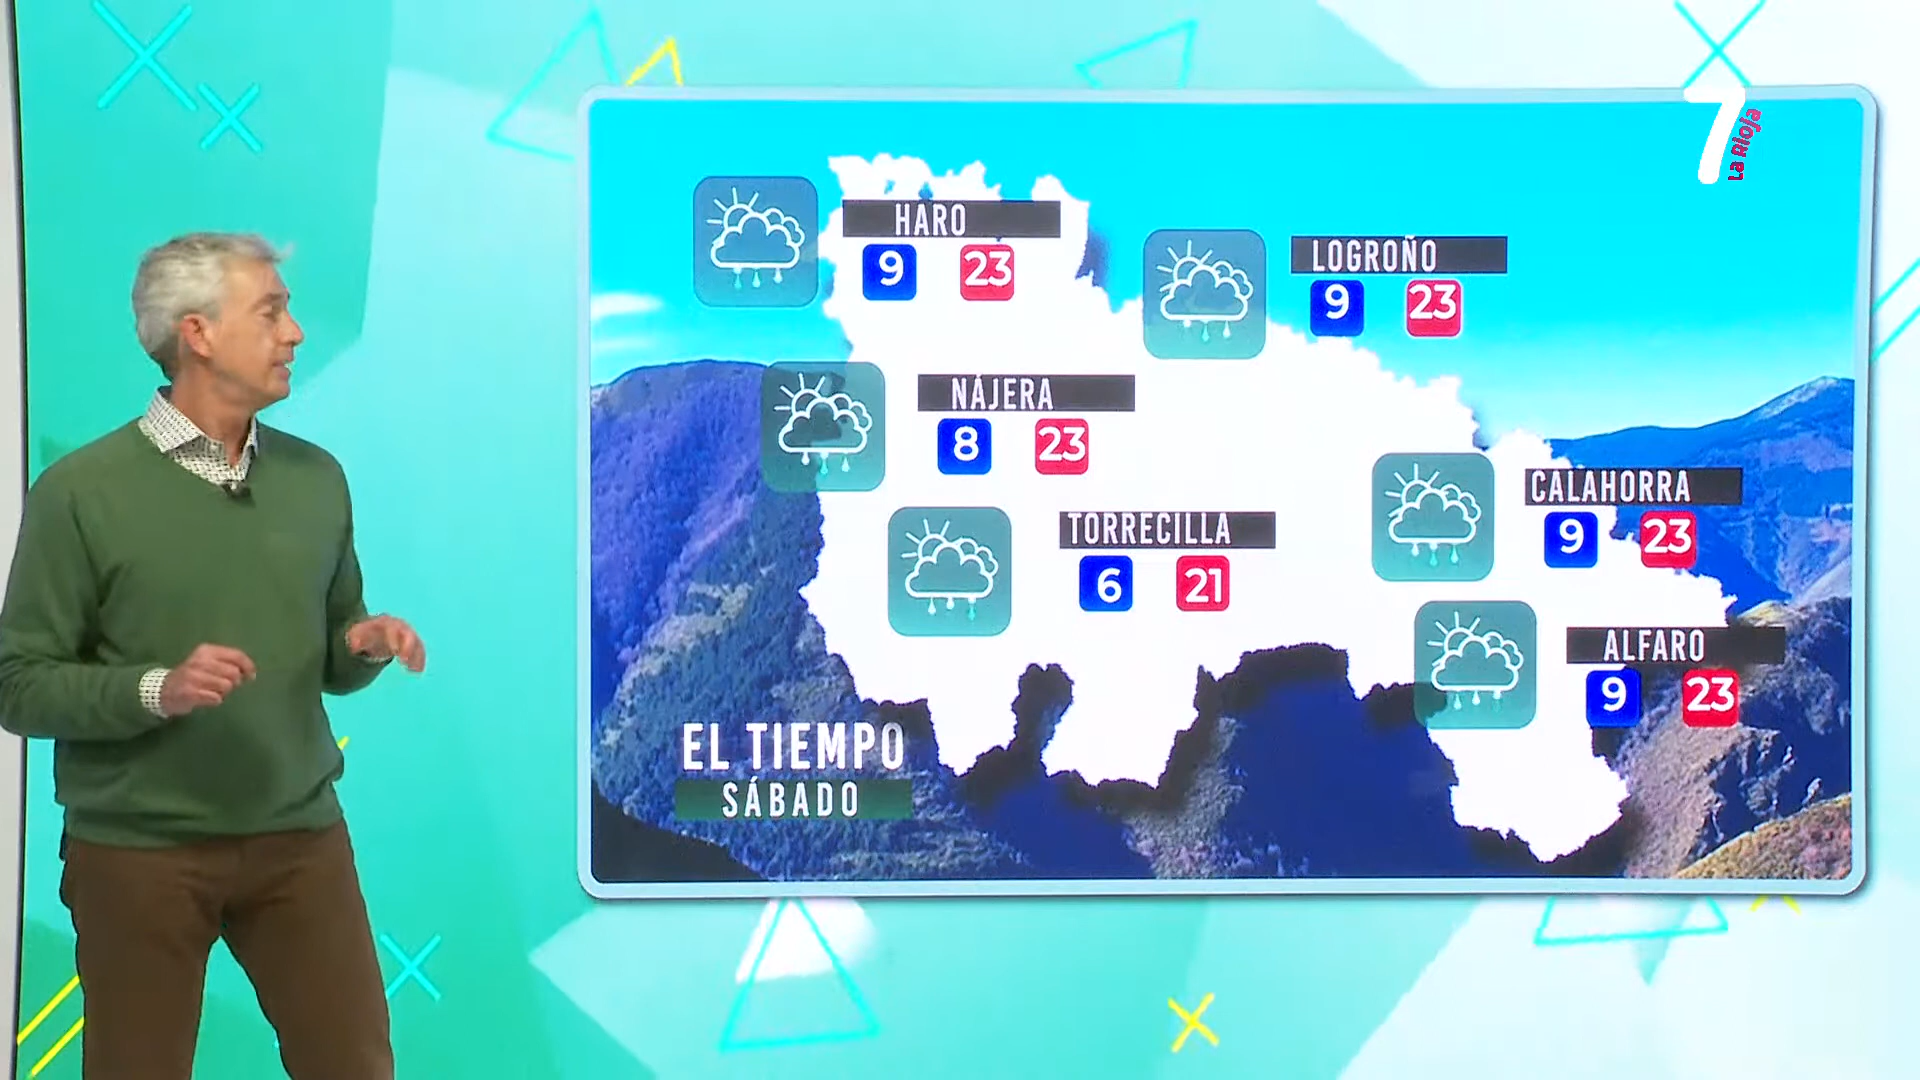 7
La Rioja
HARO
9 23
LOGROÑO
9 23
NÁJERA
8 23
TORRECILLA
6 21
CALAHORRA
9 23
ALFARO
9 23
EL TIEMPO
SÁBADO